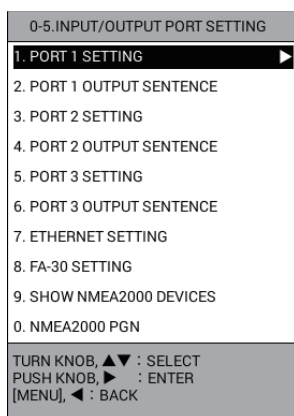 0-5.INPUT/OUTPUT PORT SETTING
1. PORT 1 SETTING ▶
2. PORT 1 OUTPUT SENTENCE
3. PORT 2 SETTING
4. PORT 2 OUTPUT SENTENCE
5. PORT 3 SETTING
6. PORT 3 OUTPUT SENTENCE
7. ETHERNET SETTING
8. FA-30 SETTING
9. SHOW NMEA2000 DEVICES
0. NMEA2000 PGN
TURN KNOB, ▲▼ : SELECT
PUSH KNOB, ▶ : ENTER
[MENU], ◀ : BACK